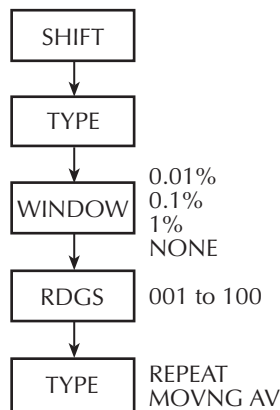 SHIFT
TYPE
WINDOW
0.01%
0.1%
1%
NONE
RDGS
001 to 100
TYPE
REPEAT
MOVNG AV